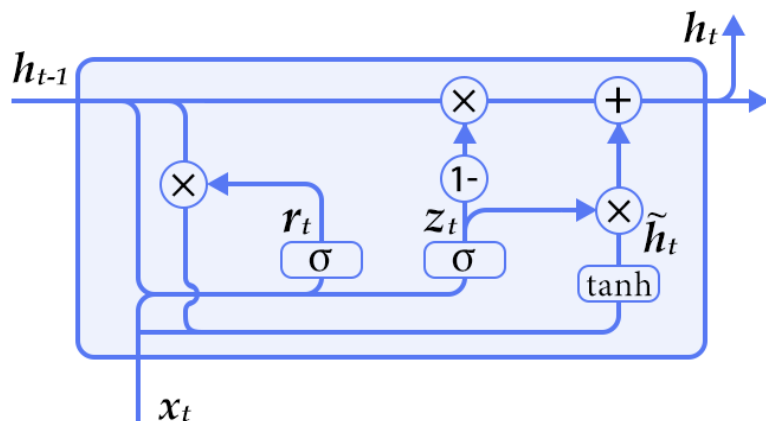 hₜ
hₜ₋₁
× +
×
1-
rₜ zₜ ×
h̃ₜ
σ σ
tanh
xₜ